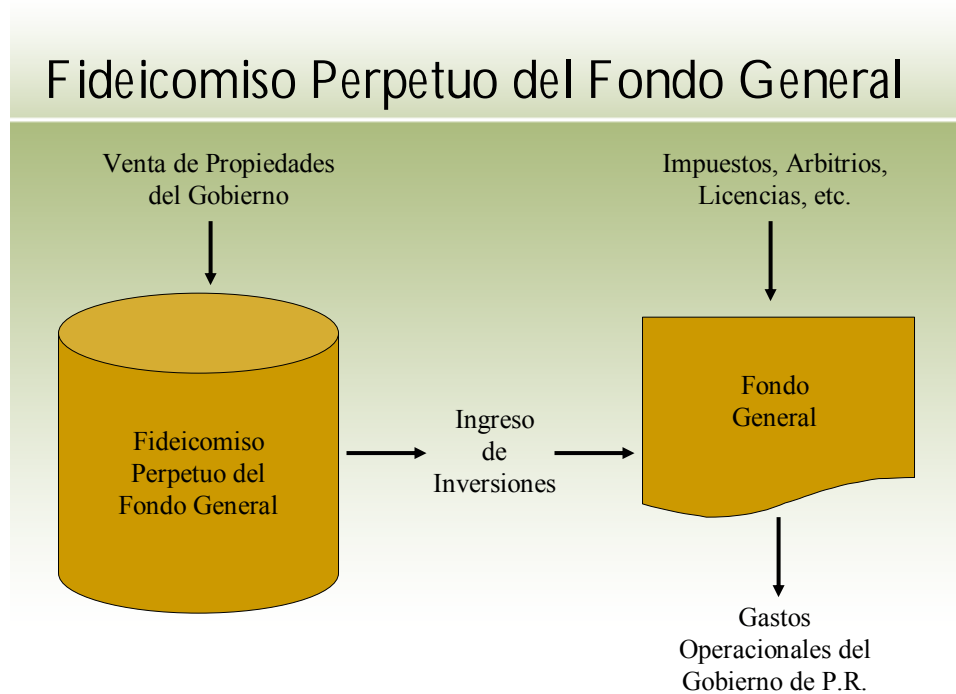 Fideicomiso Perpetuo del Fondo General
Venta de Propiedades
del Gobierno
Impuestos, Arbitrios,
Licencias, etc.
Fideicomiso
Perpetuo del
Fondo General
Ingreso
de
Inversiones
Fondo
General
Gastos
Operacionales del
Gobierno de P.R.